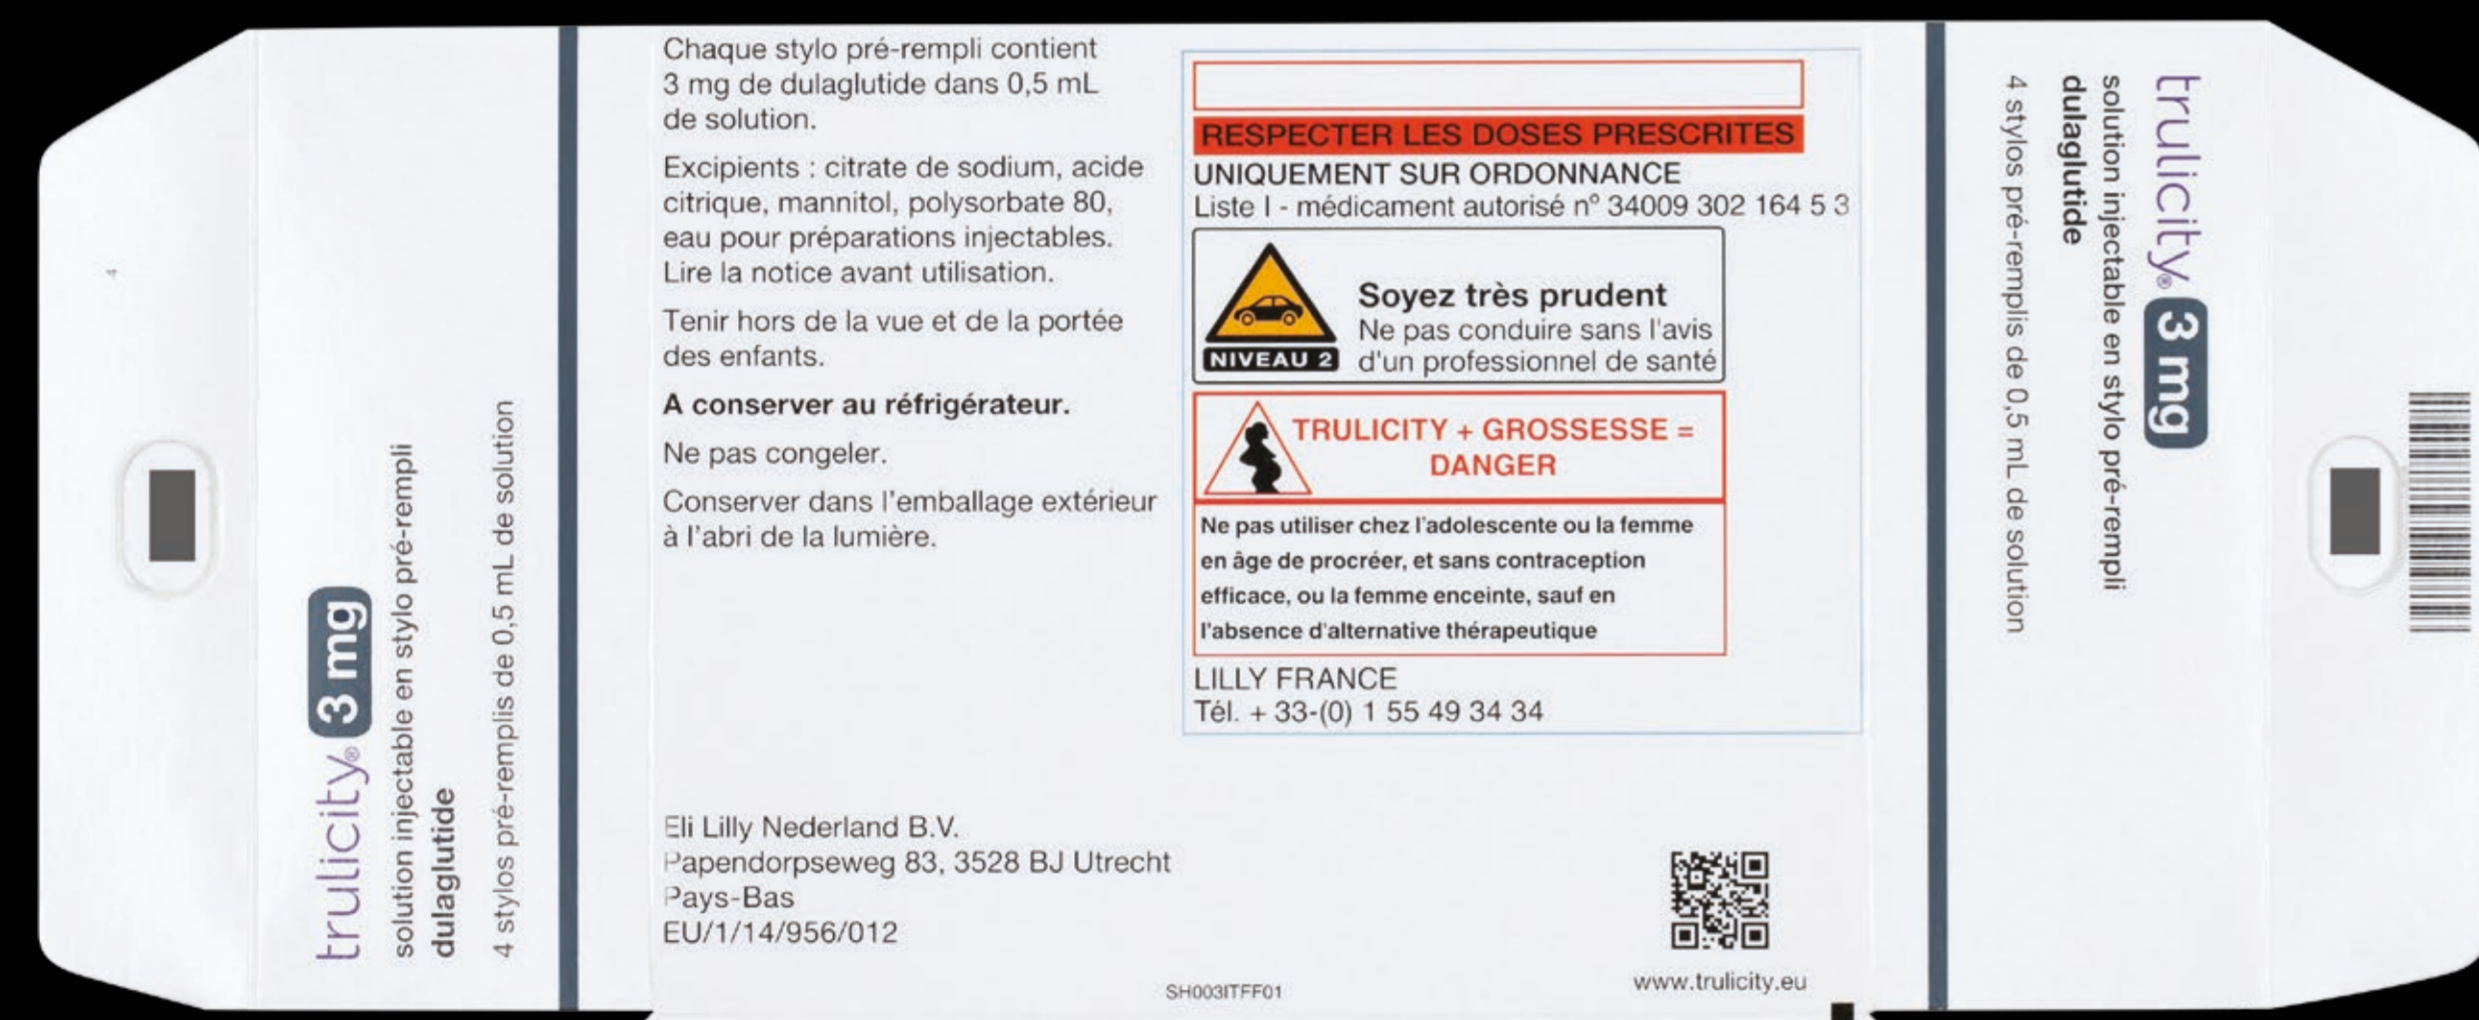 trulicity® 3 mg
solution injectable en stylo pré-rempli
dulaglutide
4 stylos pré-remplis de 0,5 mL de solution
Chaque stylo pré-rempli contient
3 mg de dulaglutide dans 0,5 mL
de solution.
Excipients : citrate de sodium, acide
citrique, mannitol, polysorbate 80,
eau pour préparations injectables.
Lire la notice avant utilisation.
Tenir hors de la vue et de la portée
des enfants.
A conserver au réfrigérateur.
Ne pas congeler.
Conserver dans l'emballage extérieur
à l'abri de la lumière.
Eli Lilly Nederland B.V.
Papendorpseweg 83, 3528 BJ Utrecht
Pays-Bas
EU/1/14/956/012
SH003ITFF01
RESPECTER LES DOSES PRESCRITES
UNIQUEMENT SUR ORDONNANCE
Liste I - médicament autorisé nº 34009 302 164 5 3
Soyez très prudent
Ne pas conduire sans l'avis
NIVEAU 2 d'un professionnel de santé
TRULICITY + GROSSESSE =
DANGER
Ne pas utiliser chez l'adolescente ou la femme
en âge de procréer, et sans contraception
efficace, ou la femme enceinte, sauf en
l'absence d'alternative thérapeutique
LILLY FRANCE
Tél. + 33-(0) 1 55 49 34 34
www.trulicity.eu
trulicity® 3 mg
solution injectable en stylo pré-rempli
dulaglutide
4 stylos pré-remplis de 0,5 mL de solution